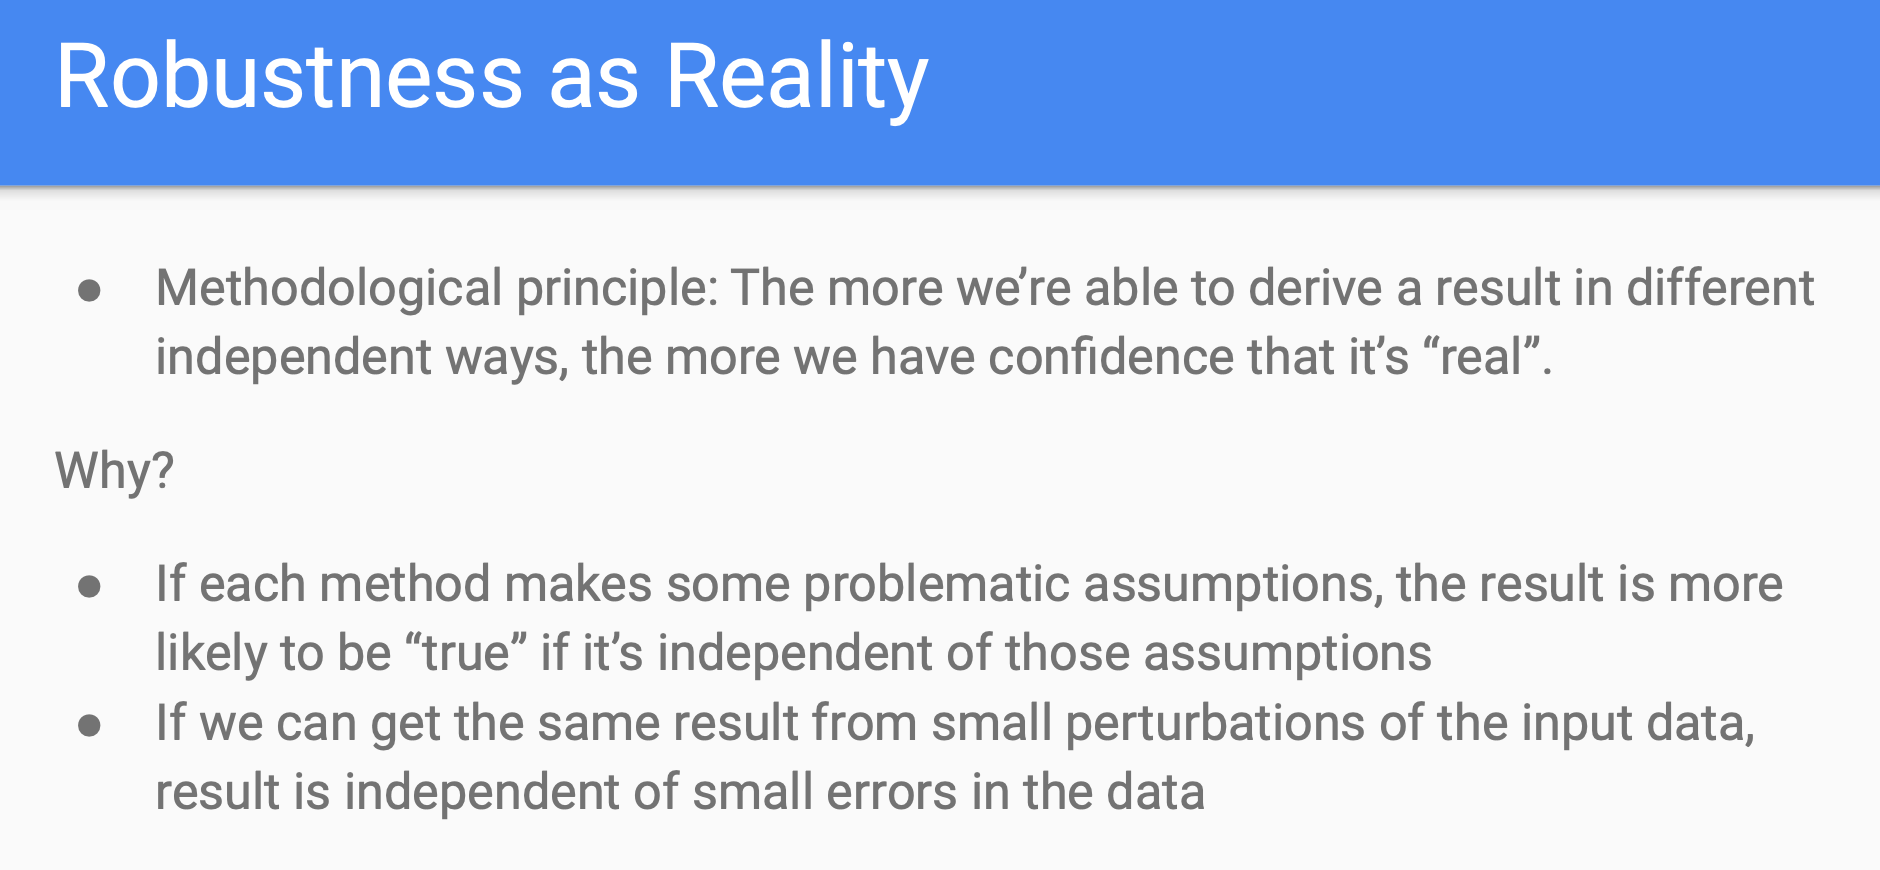 Robustness as Reality
● Methodological principle: The more we’re able to derive a result in different
independent ways, the more we have confidence that it’s “real”.
Why?
● If each method makes some problematic assumptions, the result is more
likely to be “true” if it’s independent of those assumptions
● If we can get the same result from small perturbations of the input data,
result is independent of small errors in the data